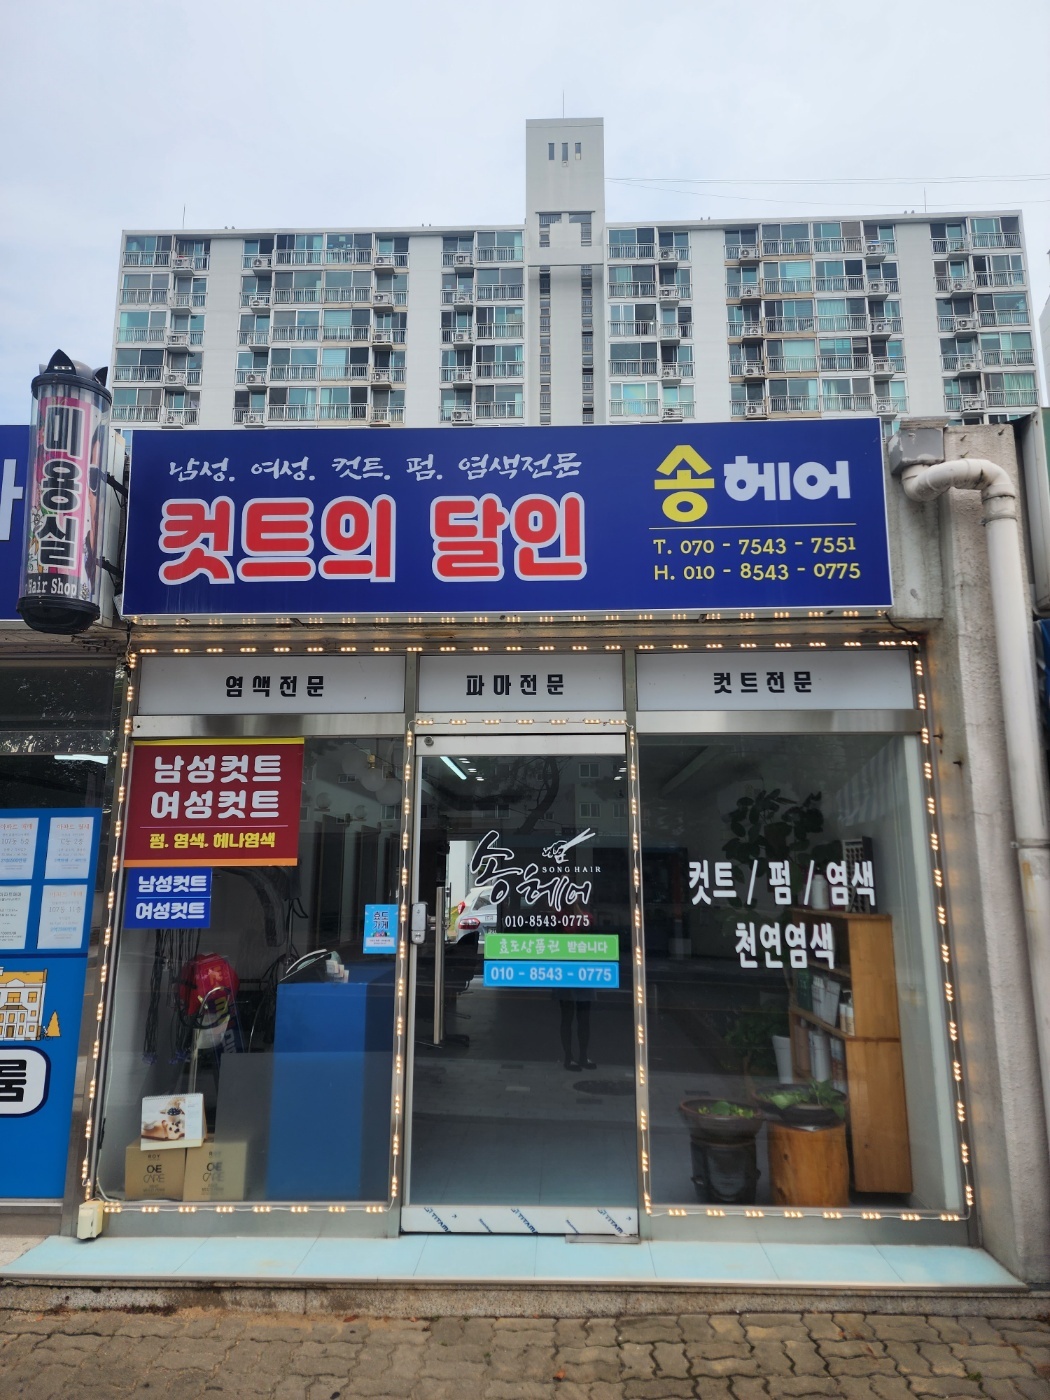 미용실
Hair Shop
남성. 여성. 컷트. 펌. 염색전문
컷트의 달인
송헤어
T. 070 - 7543 - 7551
H. 010 - 8543 - 0775
염색전문
파마전문
컷트전문
남성컷트
여성컷트
펌. 염색. 헤나염색
남성컷트
여성컷트
송헤어
SONG HAIR
010-8543-0775
효도상품권 받습니다
010 - 8543 - 0775
컷트 / 펌 / 염색
천연염색
ONE
CARE
룸